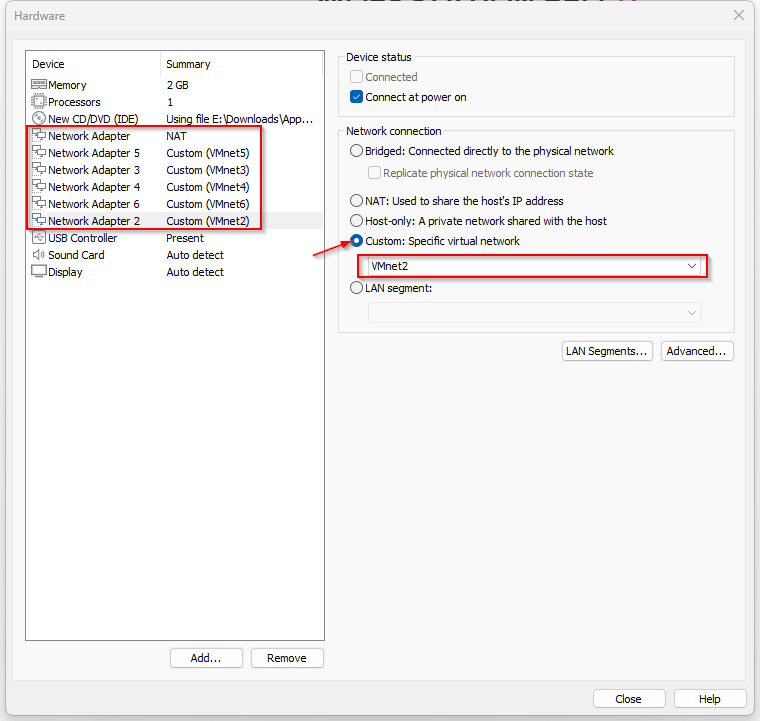 Hardware
Device Summary
Memory 2 GB
Processors 1
New CD/DVD (IDE) Using file E:\Downloads\App...
Network Adapter NAT
Network Adapter 5 Custom (VMnet5)
Network Adapter 3 Custom (VMnet3)
Network Adapter 4 Custom (VMnet4)
Network Adapter 6 Custom (VMnet6)
Network Adapter 2 Custom (VMnet2)
USB Controller Present
Sound Card Auto detect
Display Auto detect
Add... Remove
Device status
Connected
Connect at power on
Network connection
Bridged: Connected directly to the physical network
Replicate physical network connection state
NAT: Used to share the host's IP address
Host-only: A private network shared with the host
Custom: Specific virtual network
VMnet2
LAN segment:
LAN Segments... Advanced...
Close Help